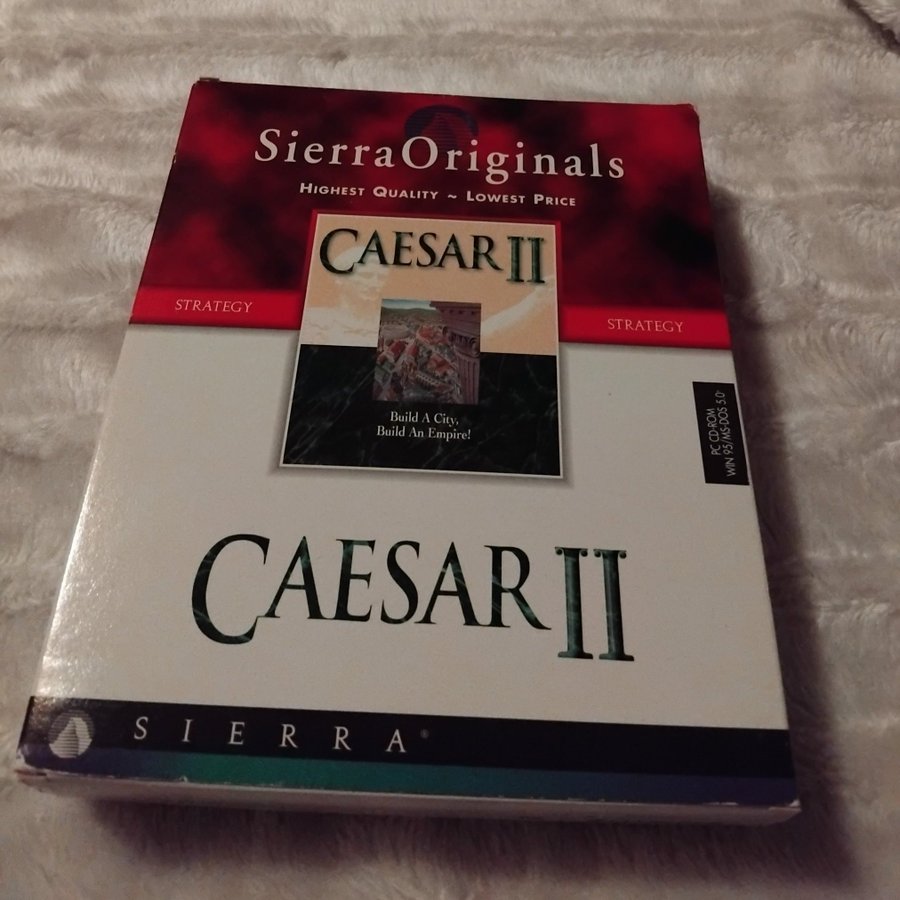 SierraOriginals
HIGHEST QUALITY ~ LOWEST PRICE
CAESAR II
STRATEGY
STRATEGY
Build A City,
Build An Empire!
PC CD-ROM
WIN 95/MS-DOS 5.0
CAESAR II
SIERRA®